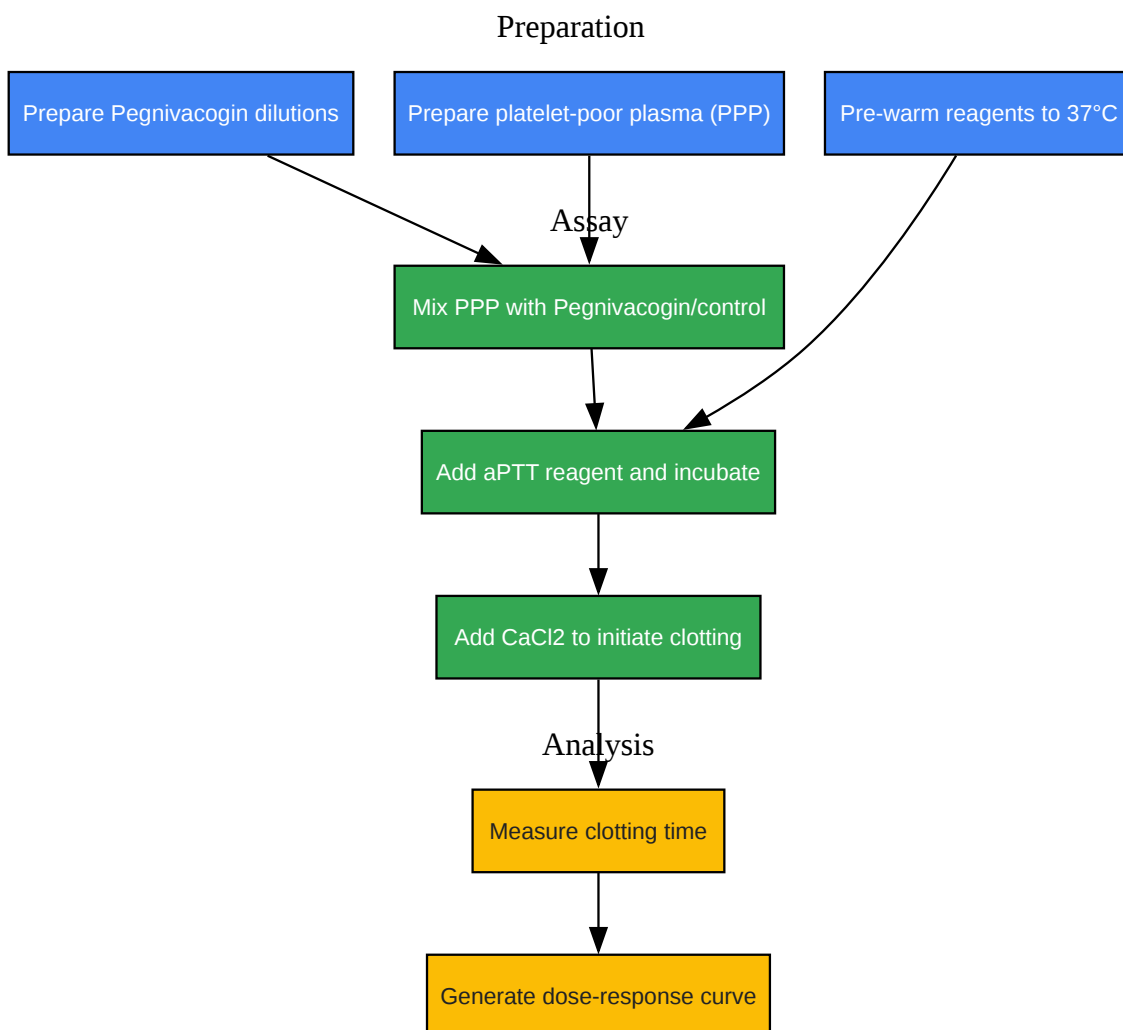 Preparation
Prepare Pegnivacogin dilutions
Prepare platelet-poor plasma (PPP)
Pre-warm reagents to 37°C
Assay
Mix PPP with Pegnivacogin/control
Add aPTT reagent and incubate
Add CaCl2 to initiate clotting
Analysis
Measure clotting time
Generate dose-response curve